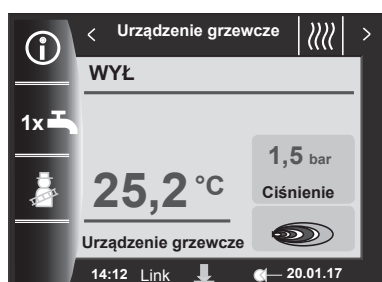 Urządzenie grzewcze
WYŁ
1x
1,5 bar
25,2 °C
Ciśnienie
Urządzenie grzewcze
14:12 Link 20.01.17